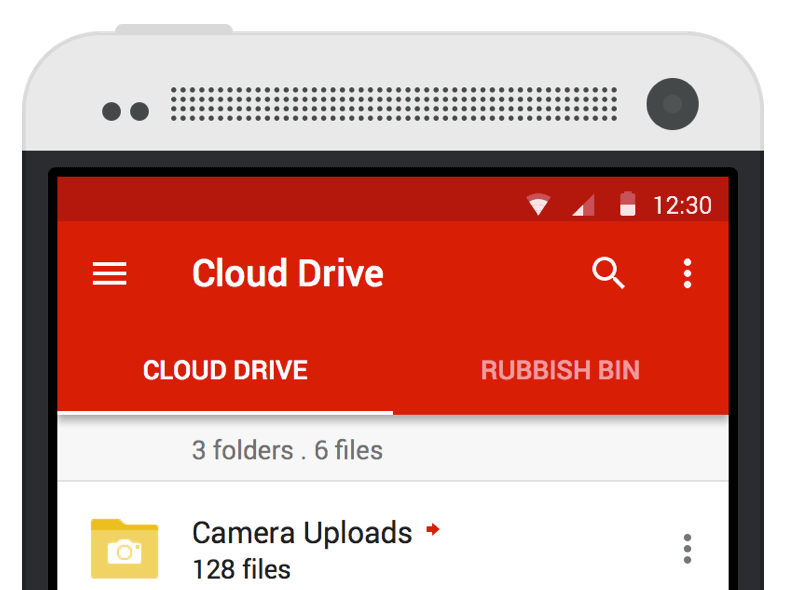 12:30
Cloud Drive
CLOUD DRIVE RUBBISH BIN
3 folders . 6 files
Camera Uploads
128 files